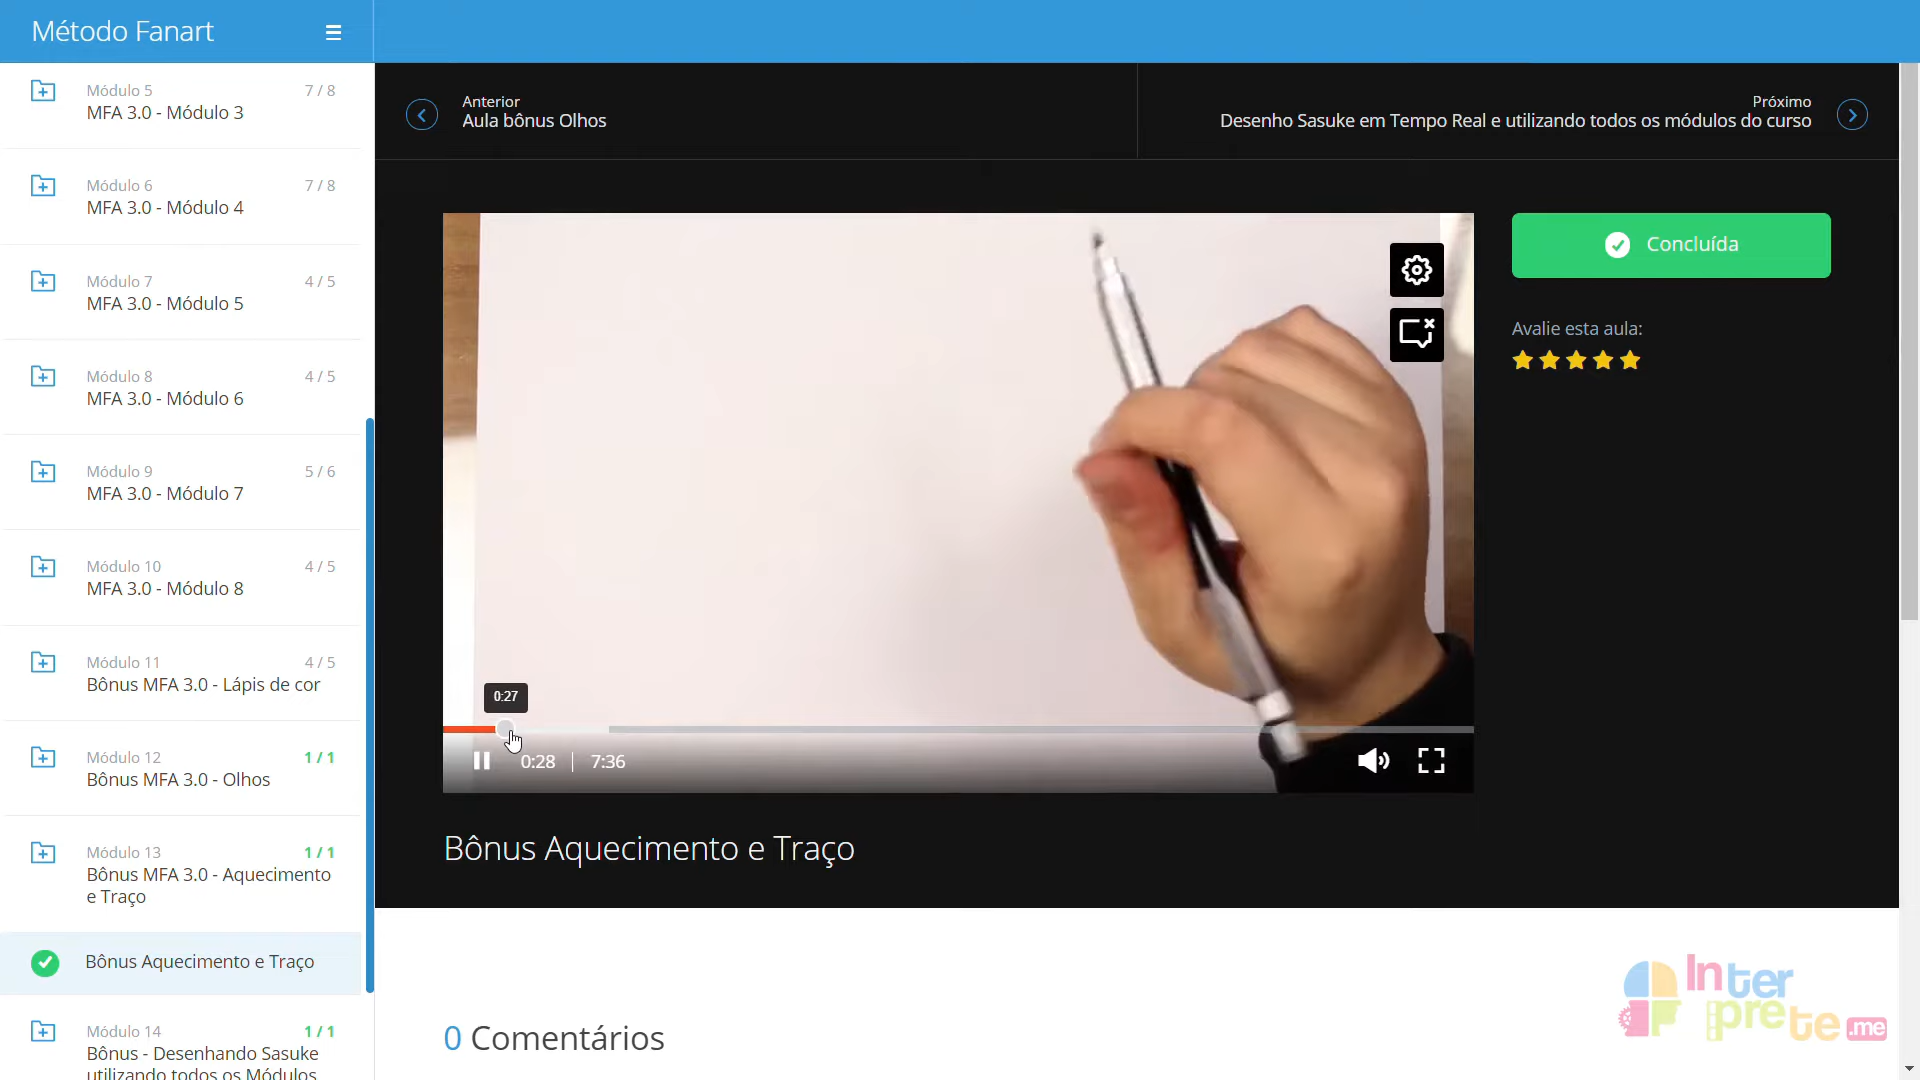 Método Fanart
Módulo 5
7 / 8
MFA 3.0 - Módulo 3
Módulo 6
7 / 8
MFA 3.0 - Módulo 4
Módulo 7
4 / 5
MFA 3.0 - Módulo 5
Módulo 8
4 / 5
MFA 3.0 - Módulo 6
Módulo 9
5 / 6
MFA 3.0 - Módulo 7
Módulo 10
4 / 5
MFA 3.0 - Módulo 8
Módulo 11
4 / 5
Bônus MFA 3.0 - Lápis de cor
Módulo 12
1 / 1
Bônus MFA 3.0 - Olhos
Módulo 13
1 / 1
Bônus MFA 3.0 - Aquecimento
e Traço
Bônus Aquecimento e Traço
Módulo 14
1 / 1
Bônus - Desenhando Sasuke
utilizando todos os Módulos
Anterior
Aula bônus Olhos
Próximo
Desenho Sasuke em Tempo Real e utilizando todos os módulos do curso
Concluída
Avalie esta aula:
0:27
0:28
7:36
Bônus Aquecimento e Traço
0 Comentários
Inter
prete
.me